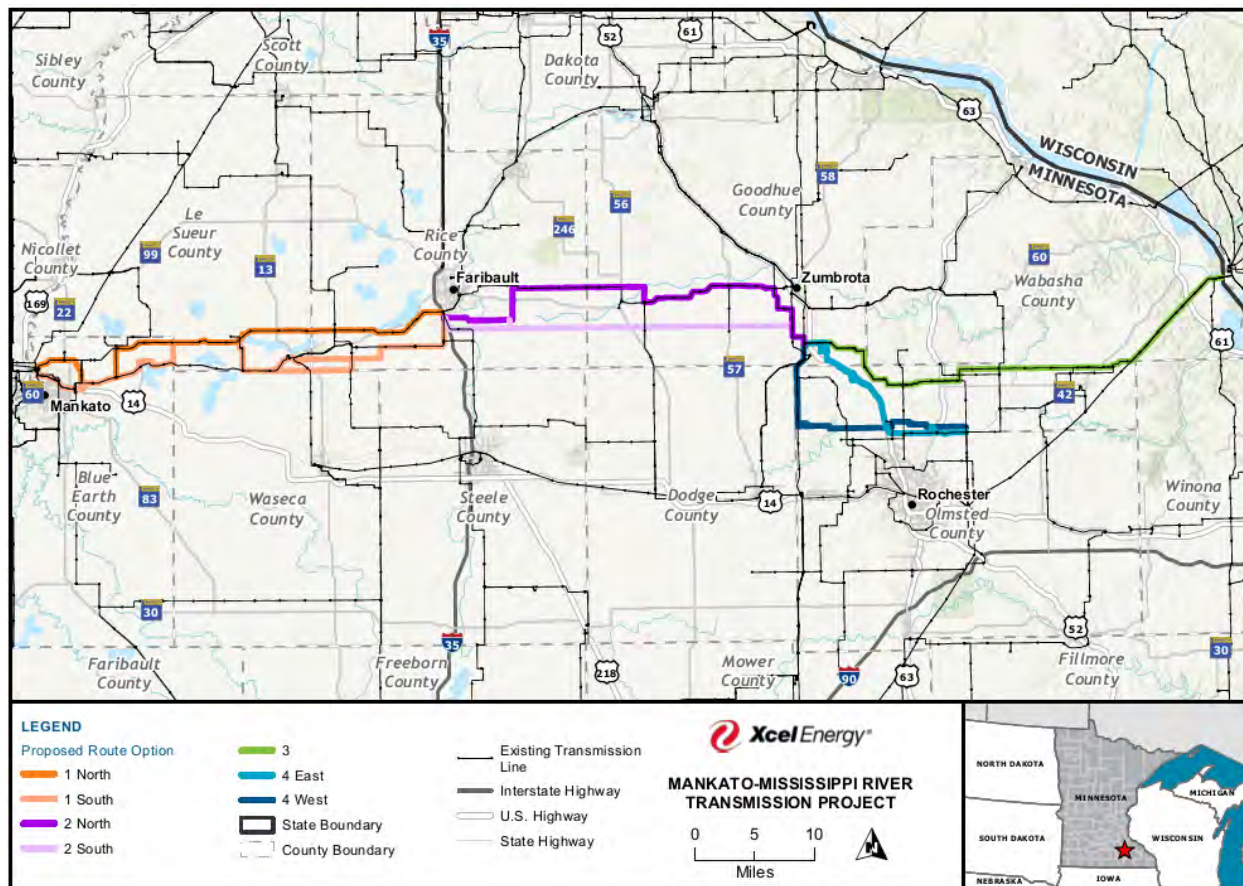 35
52
61
Scott
County
Sibley
County
Dakota
County
63
WISCONSIN
MINNESOTA
58
Goodhue
County
56
246
99
Le
Sueur
County
Nicollet
County
13
Rice
County
Faribault
60
Wabasha
County
Zumbrota
169
22
61
57
42
60
Mankato
14
Blue
Earth
County
83
Waseca
County
Steele
County
Dodge
County
14
Rochester
Olmsted
County
Winona
County
30
52
35
Faribault
County
Freeborn
County
218
Mower
County
90
63
Fillmore
County
30
LEGEND
Proposed Route Option
1 North
1 South
2 North
2 South
3
4 East
4 West
State Boundary
County Boundary
Existing Transmission
Line
Interstate Highway
U.S. Highway
State Highway
Xcel Energy®
MANKATO-MISSISSIPPI RIVER
TRANSMISSION PROJECT
0 5 10
Miles
N
NORTH DAKOTA
MINNESOTA
MICHIGAN
SOUTH DAKOTA
WISCONSIN
NEBRASKA
IOWA